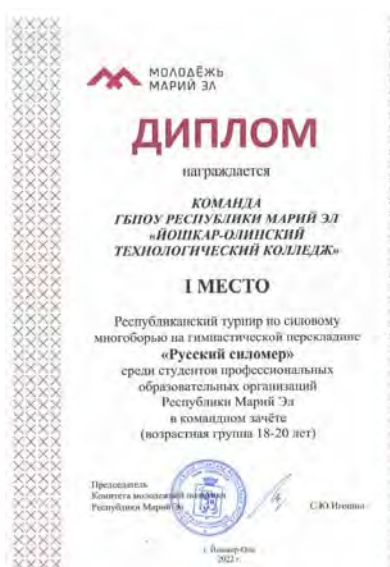 МОЛОДЁЖЬ
МАРИЙ ЭЛ
ДИПЛОМ
награждается
КОМАНДА
ГБПОУ РЕСПУБЛИКИ МАРИЙ ЭЛ
«ЙОШКАР-ОЛИНСКИЙ
ТЕХНОЛОГИЧЕСКИЙ КОЛЛЕДЖ»
I МЕСТО
Республиканский турнир по силовому
многоборью на гимнастической перекладине
«Русский силомер»
среди студентов профессиональных
образовательных организаций
Республики Марий Эл
в командном зачёте
(возрастная группа 18-20 лет)
Председатель
Комитета молодежной политики
Республики Марий Эл
С.Ю.
г. Йошкар-Ола
2022 г.